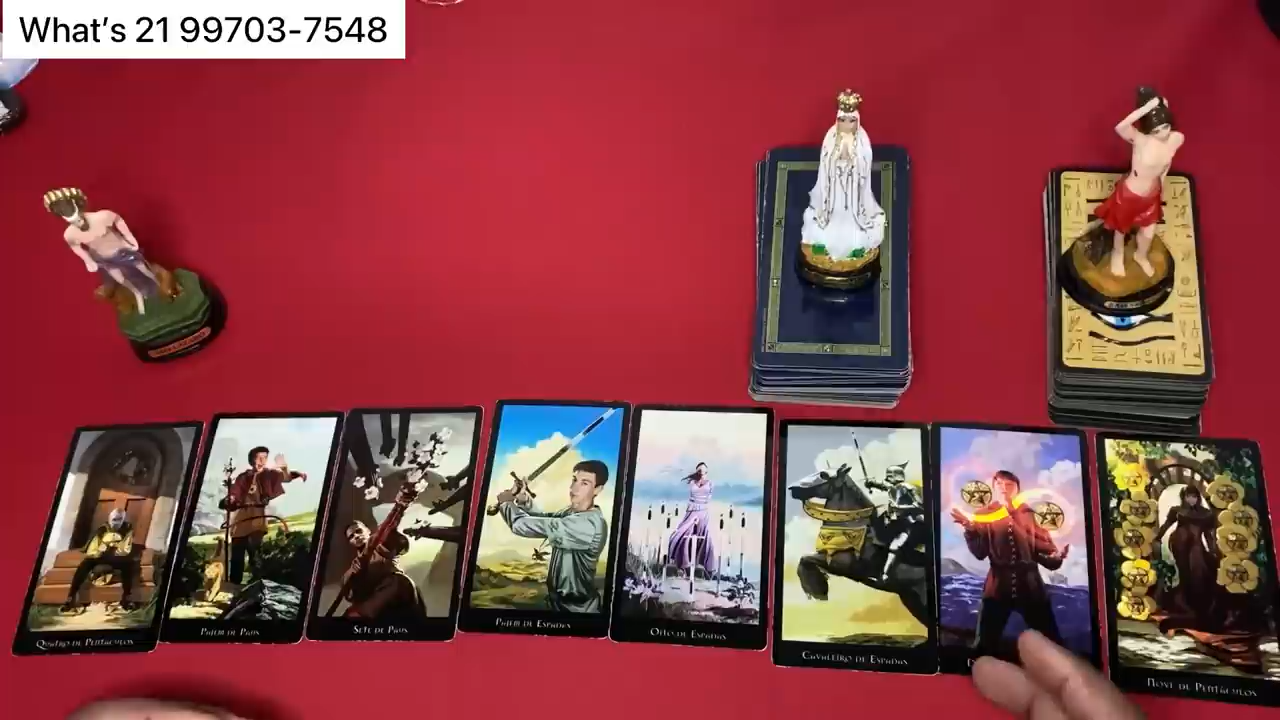 What's 21 99703-7548
Quatro de Pentáculos
Pajem de Paus
Sete de Paus
Pajem de Espadas
Oito de Espadas
Cavaleiro de Espadas
Nove de Pentáculos